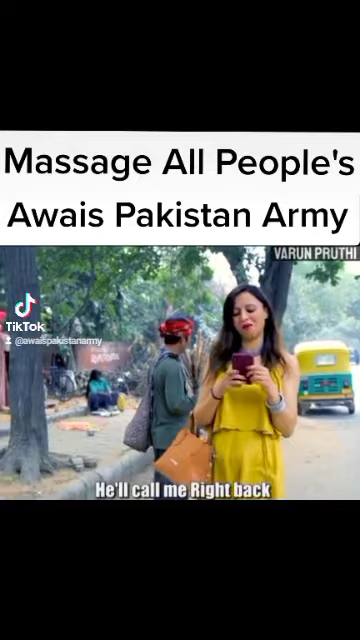 Massage All People's
Awais Pakistan Army
VARUN PRUTHI
TikTok
@awaispakistanarmy
He'll call me Right back